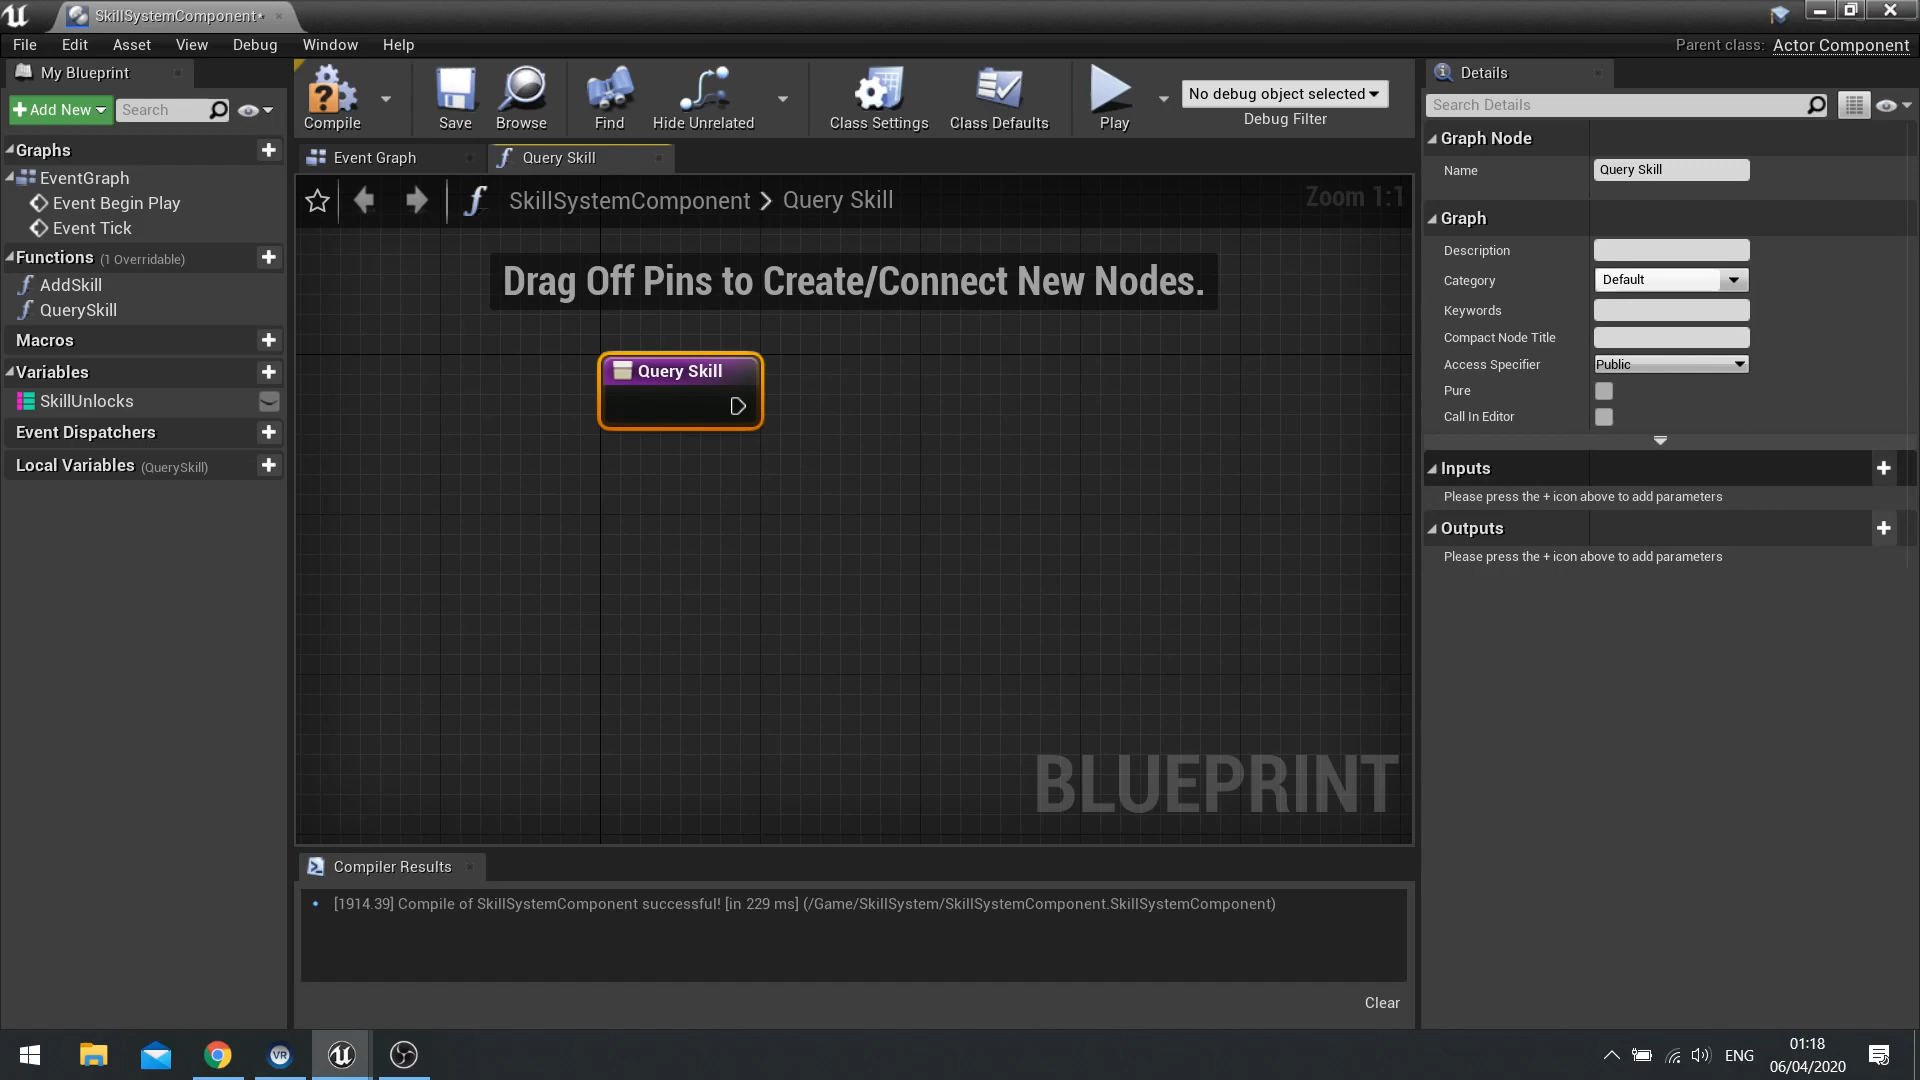 SkillSystemComponent*
File Edit Asset View Debug Window Help
Parent class: Actor Component
My Blueprint
Add New
Search
Graphs
EventGraph
Event Begin Play
Event Tick
Functions (1 Overridable)
AddSkill
QuerySkill
Macros
Variables
SkillUnlocks
Event Dispatchers
Local Variables (QuerySkill)
Compile
Save
Browse
Find
Hide Unrelated
Class Settings
Class Defaults
Play
No debug object selected
Debug Filter
Event Graph
Query Skill
SkillSystemComponent > Query Skill
Zoom 1:1
Drag Off Pins to Create/Connect New Nodes.
Query Skill
BLUEPRINT
Compiler Results
[1914.39] Compile of SkillSystemComponent successful! [in 229 ms] (/Game/SkillSystem/SkillSystemComponent.SkillSystemComponent)
Clear
Details
Search Details
Graph Node
Name Query Skill
Graph
Description
Category Default
Keywords
Compact Node Title
Access Specifier Public
Pure
Call In Editor
Inputs
Please press the + icon above to add parameters
Outputs
Please press the + icon above to add parameters
VR
ENG
01:18
06/04/2020